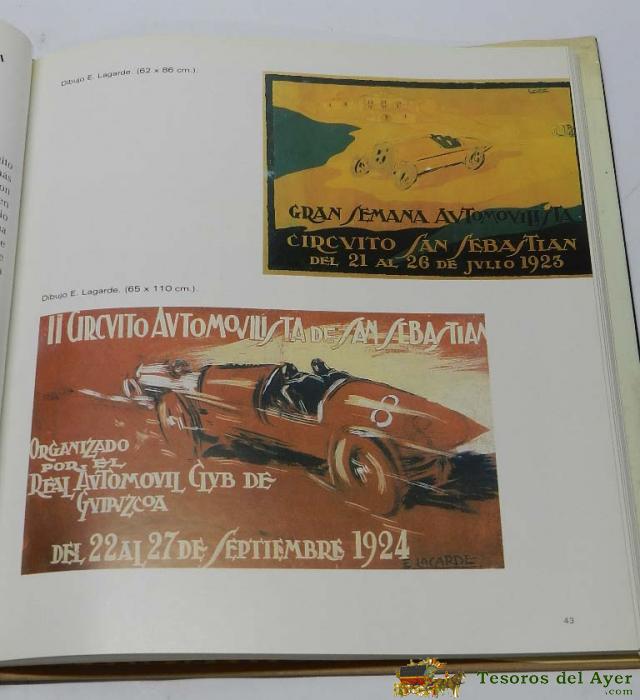 Dibujo E. Lagarde. (62 x 86 cm.).
GRAN SEMANA AVTOMOVILISTA
CIRCVITO SAN SEBASTIAN
DEL 21 AL 26 DE JVLIO 1923
Dibujo E. Lagarde. (65 x 110 cm.).
II CIRCVITO AVTOMOVILISTA DE SAN SEBASTIAN
8
ORGANIZADO
POR EL
REAL AVTOMOVIL CLVB DE
GVIPVZCOA
DEL 22 AL 27 DE SEPTIEMBRE 1924
E. LAGARDE
43
Tesoros del Ayer
.com